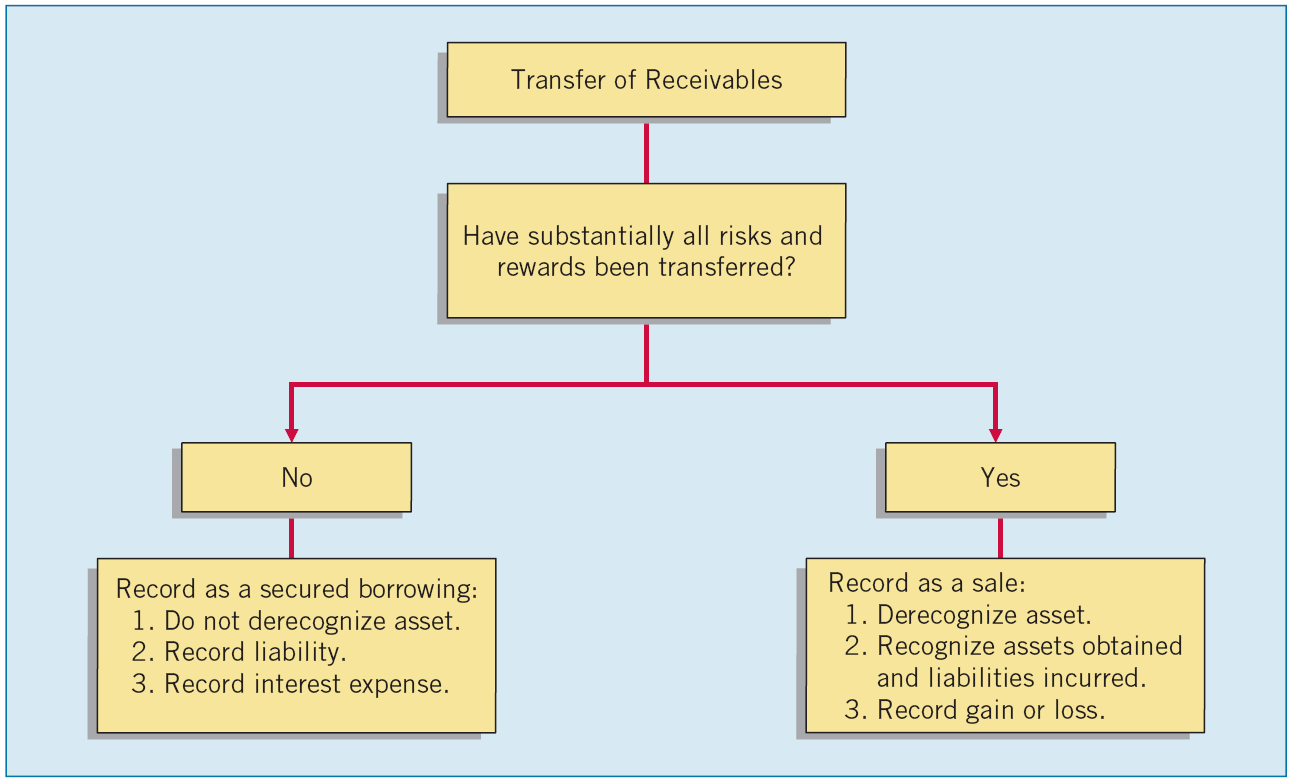 Transfer of Receivables
Have substantially all risks and
rewards been transferred?
No
Yes
Record as a secured borrowing:
1. Do not derecognize asset.
2. Record liability.
3. Record interest expense.
Record as a sale:
1. Derecognize asset.
2. Recognize assets obtained
and liabilities incurred.
3. Record gain or loss.